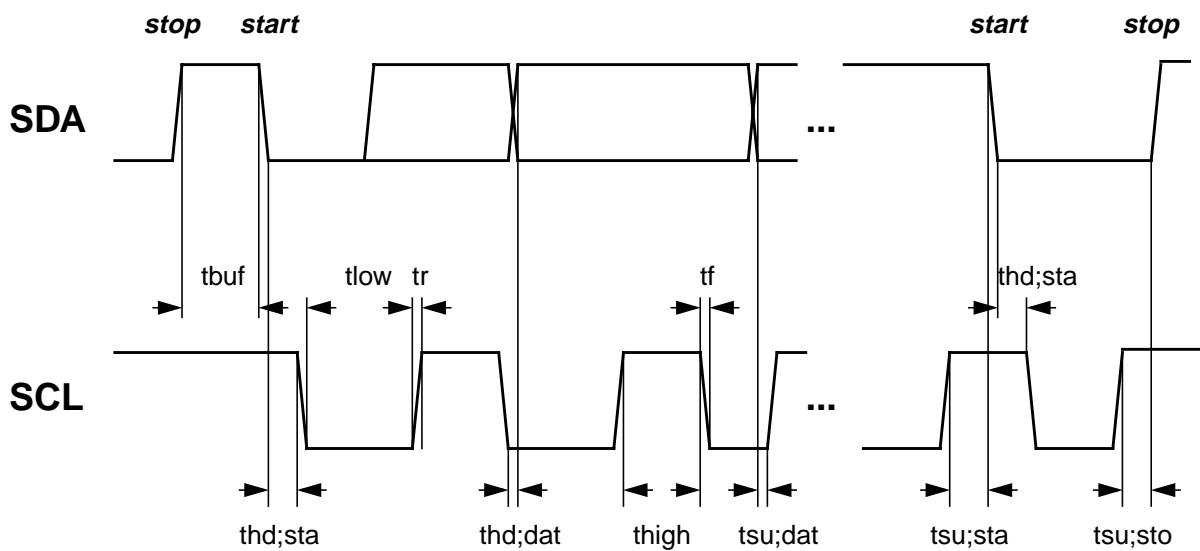 stop start start stop
SDA ...
tbuf tlow tr tf thd;sta
SCL ...
thd;sta thd;dat thigh tsu;dat tsu;sta tsu;sto